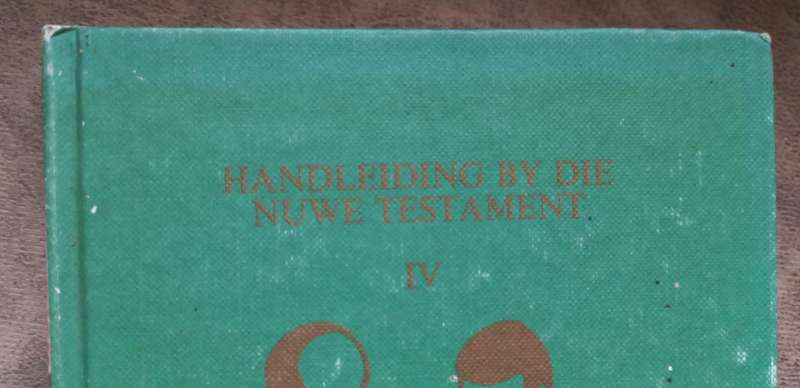 HANDLEIDING BY DIE
NUWE TESTAMENT
IV